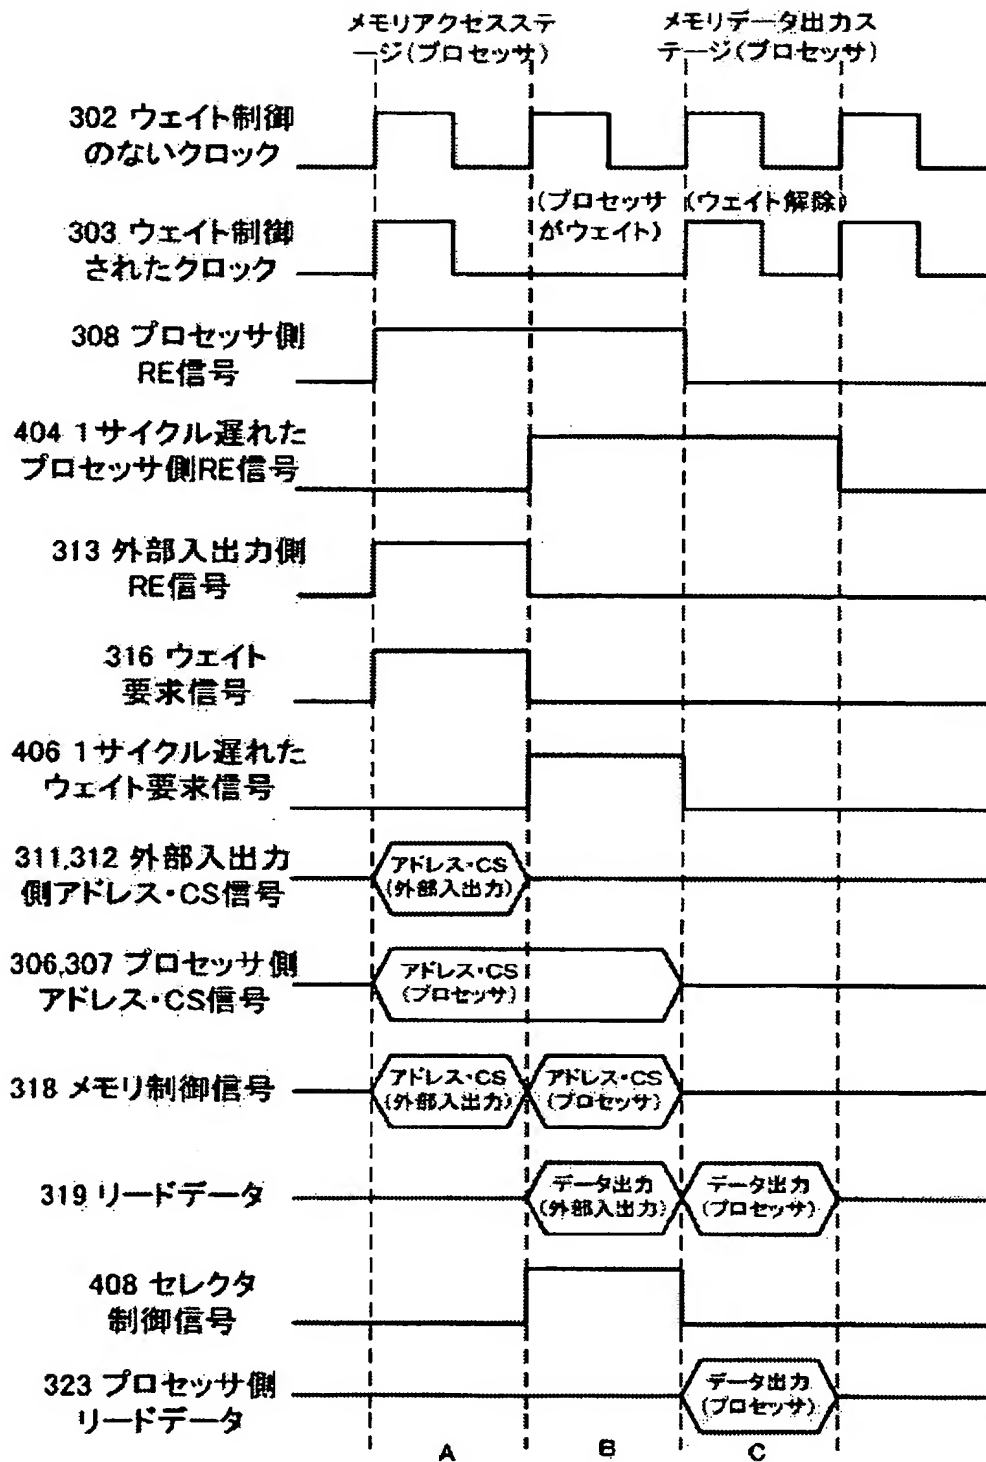 メモリアクセスステ
ージ(プロセッサ)
メモリデータ出力ス
テージ(プロセッサ)
302 ウェイト制御
のないクロック
(プロセッサ
がウェイト)
(ウェイト解除)
303 ウェイト制御
されたクロック
308 プロセッサ側
RE信号
404 1サイクル遅れた
プロセッサ側RE信号
313 外部入出力側
RE信号
316 ウェイト
要求信号
406 1サイクル遅れた
ウェイト要求信号
311,312 外部入出力
側アドレス・CS信号
アドレス・CS
(外部入出力)
306,307 プロセッサ側
アドレス・CS信号
アドレス・CS
(プロセッサ)
318 メモリ制御信号
アドレス・CS
(外部入出力)
アドレス・CS
(プロセッサ)
319 リードデータ
データ出力
(外部入出力)
データ出力
(プロセッサ)
408 セレクタ
制御信号
323 プロセッサ側
リードデータ
データ出力
(プロセッサ)
A
B
C